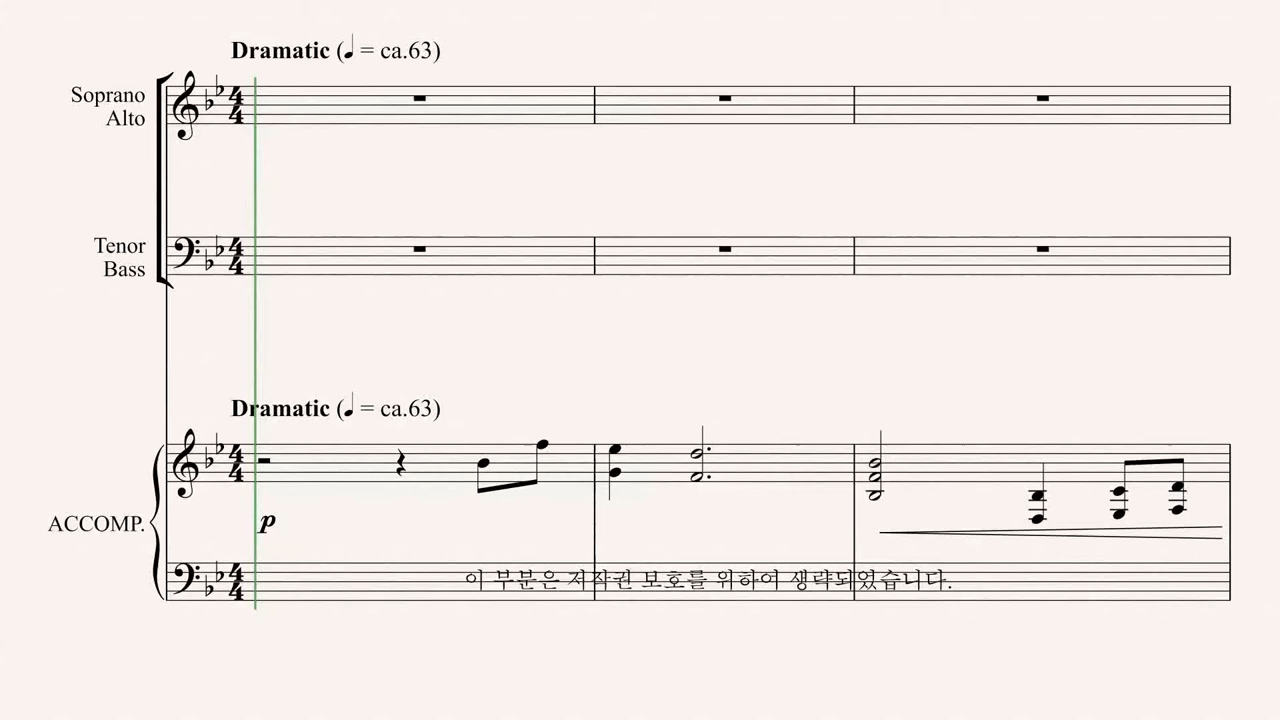 Dramatic (♩ = ca.63)
Soprano
Alto
Tenor
Bass
Dramatic (♩ = ca.63)
p
ACCOMP.
이 부분은 저작권 보호를 위하여 생략되었습니다.